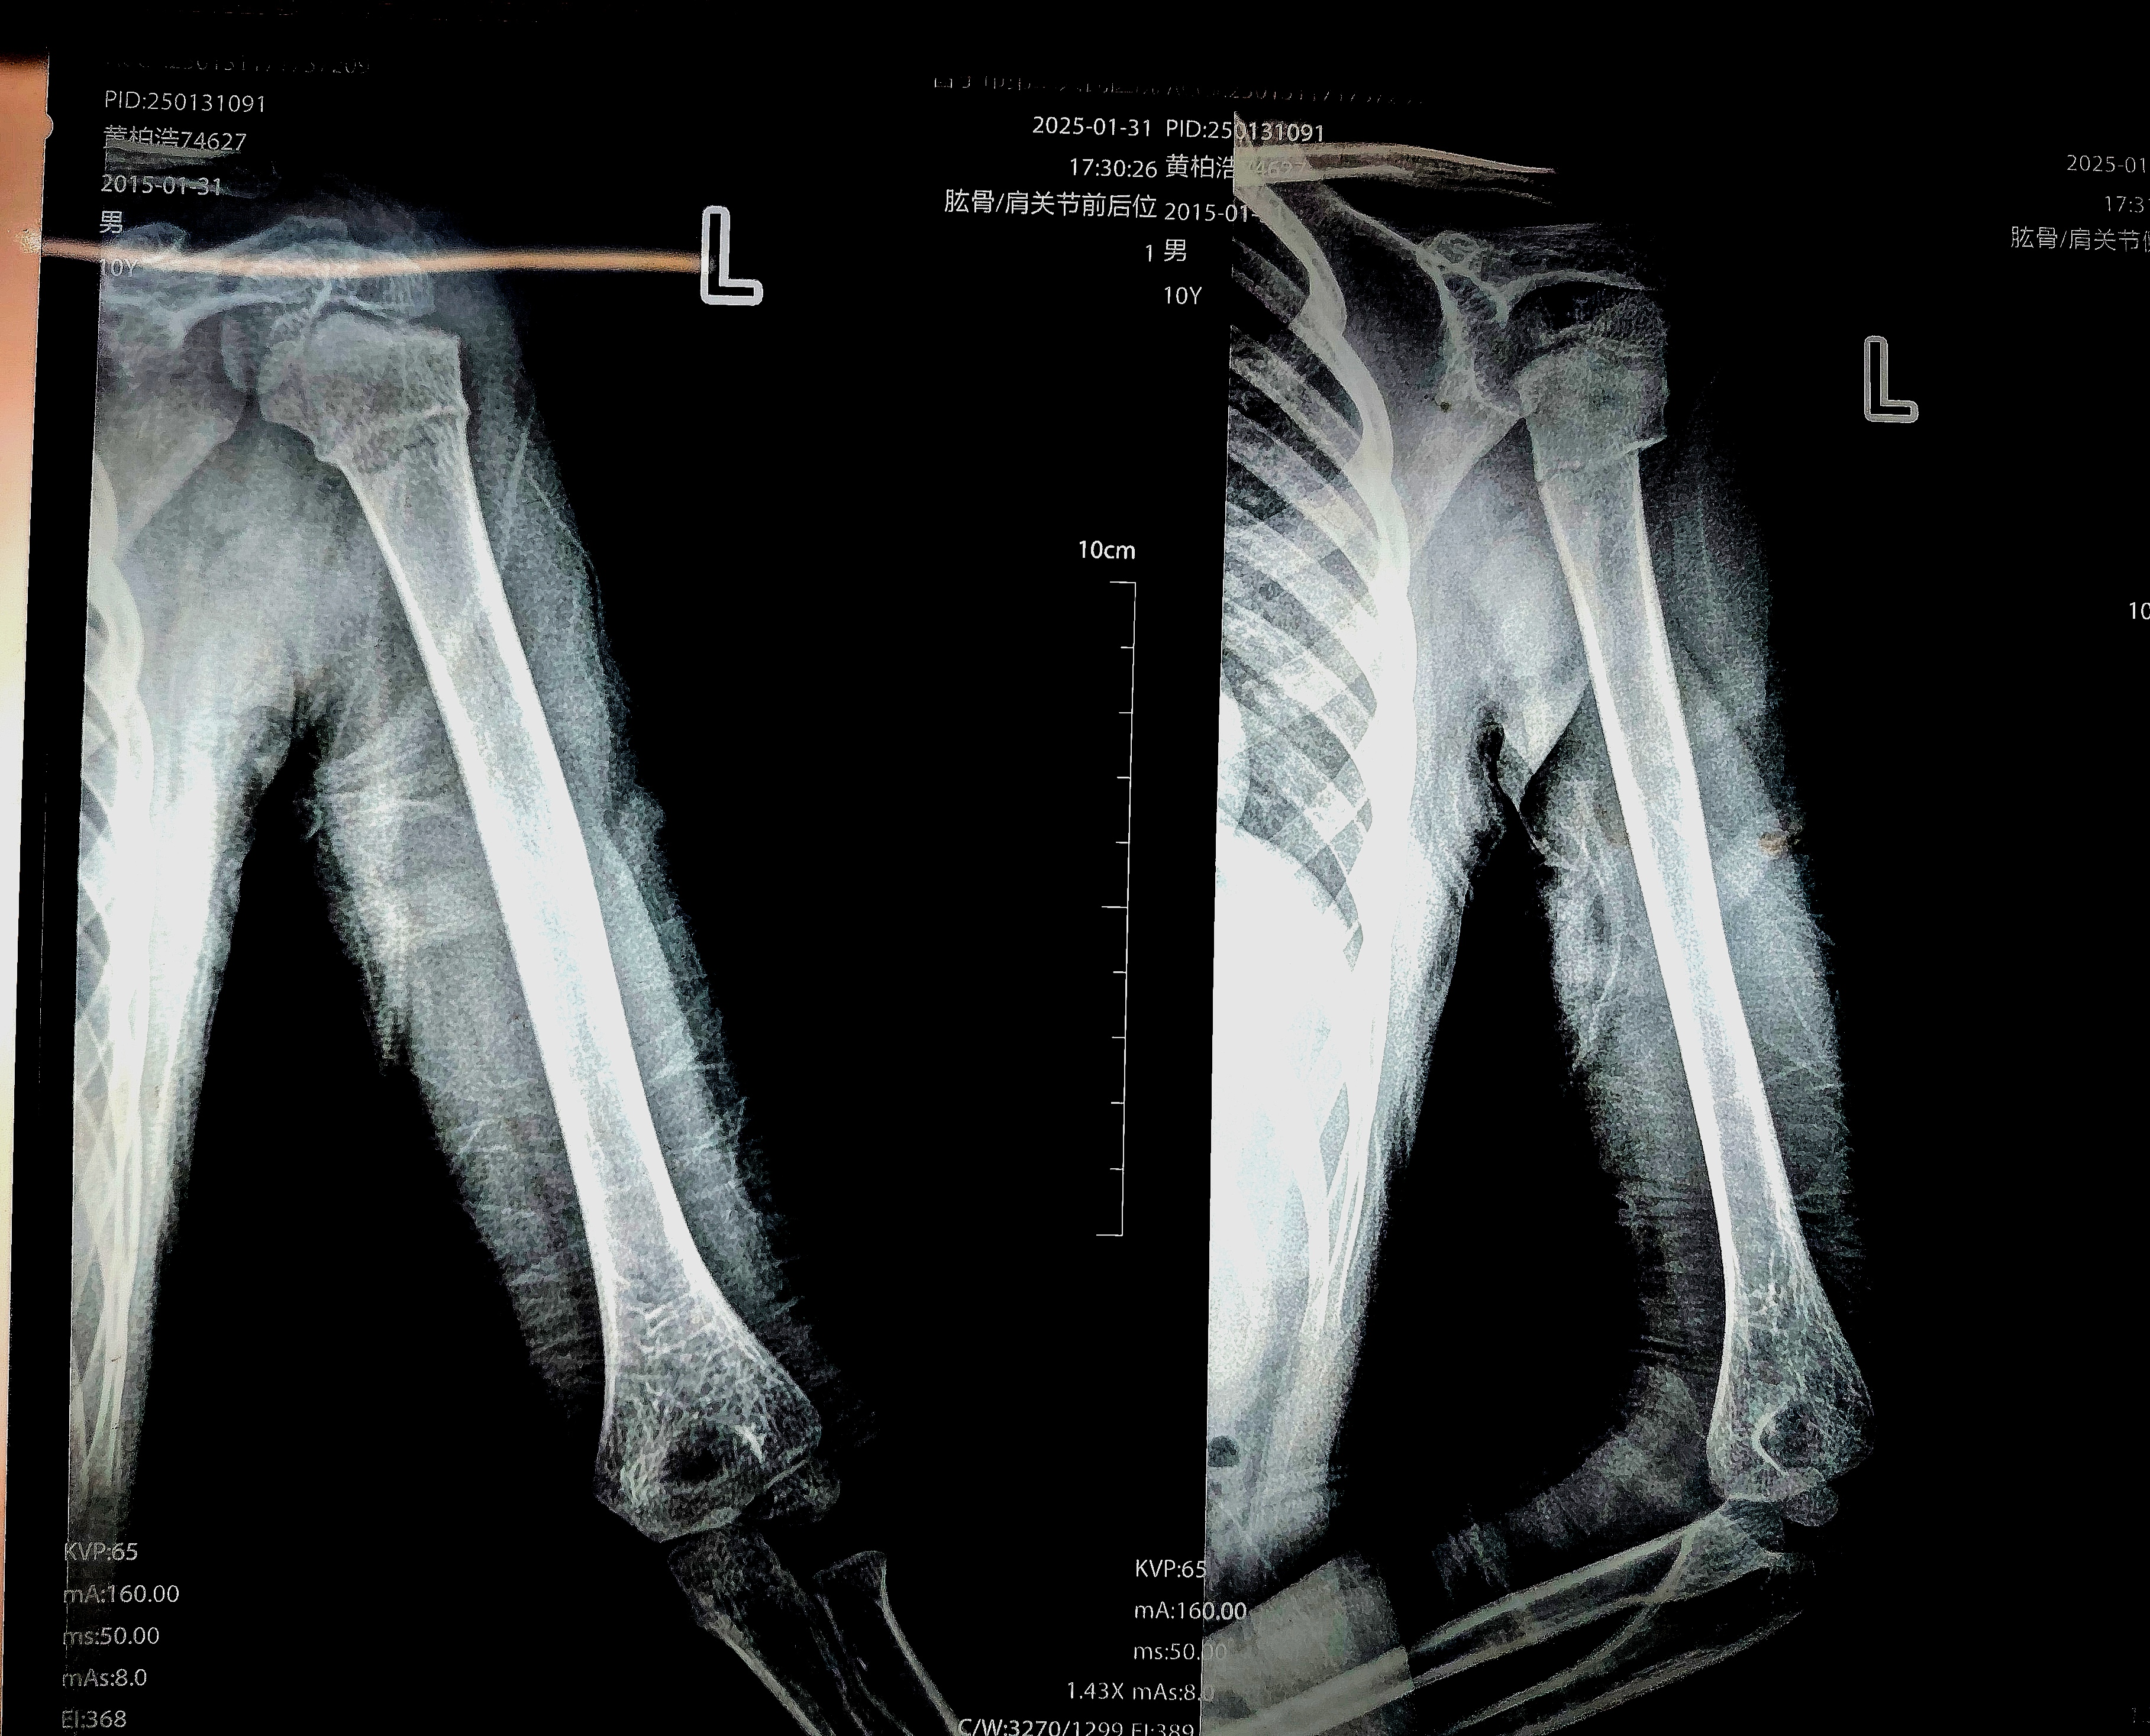 PID:250131091
黄柏浩74627
2015-01-31
男
10Y
L
KVP:65
mA:160.00
ms:50.00
mAs:8.0
EI:368
2025-01-31
17:30:26
肱骨/肩关节前后位
1
10cm
1.43X
C/W:3270/1299
PID:250131091
黄柏浩
2015-01-
男
10Y
L
KVP:65
mA:160.00
ms:50.00
mAs:8.0
EI:389
2025-01
17:31
肱骨/肩关节
10